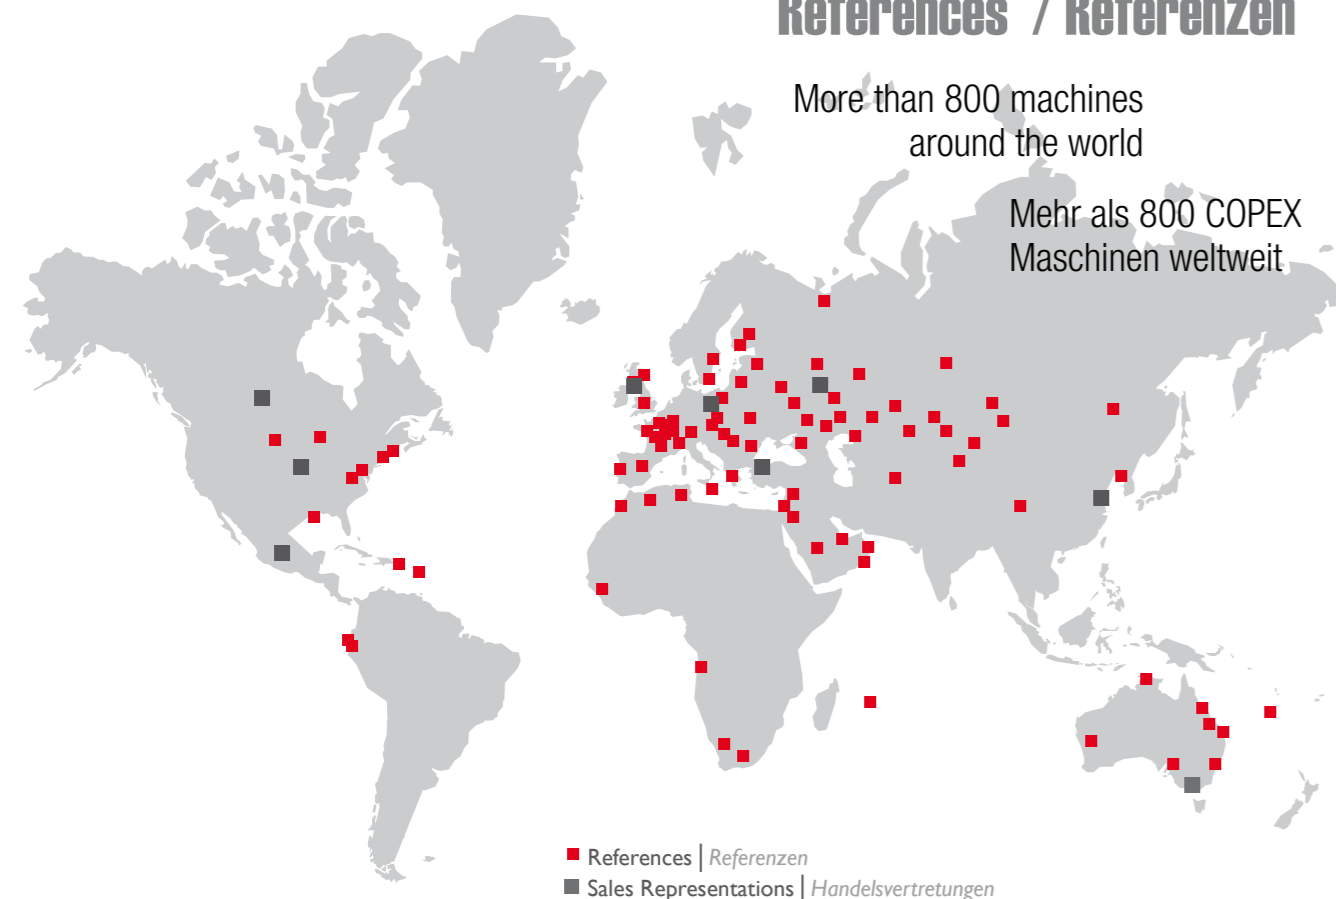 References / Referenzen
More than 800 machines
around the world
Mehr als 800 COPEX
Maschinen weltweit
References | Referenzen
Sales Representations | Handelsvertretungen